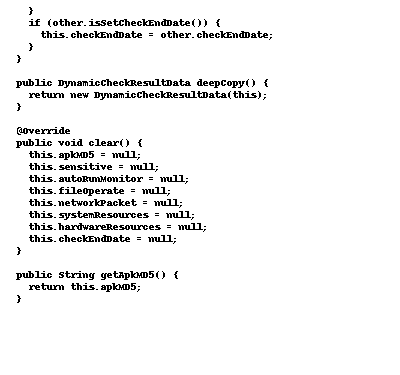 }
if (other.isSetCheckEndDate()) {
this.checkEndDate = other.checkEndDate;
}
}
public DynamicCheckResultData deepCopy() {
return new DynamicCheckResultData(this);
}
@Override
public void clear() {
this.apkMD5 = null;
this.sensitive = null;
this.autoRunMonitor = null;
this.fileOperate = null;
this.networkPacket = null;
this.systemResources = null;
this.hardwareResources = null;
this.checkEndDate = null;
}
public String getApkMD5() {
return this.apkMD5;
}